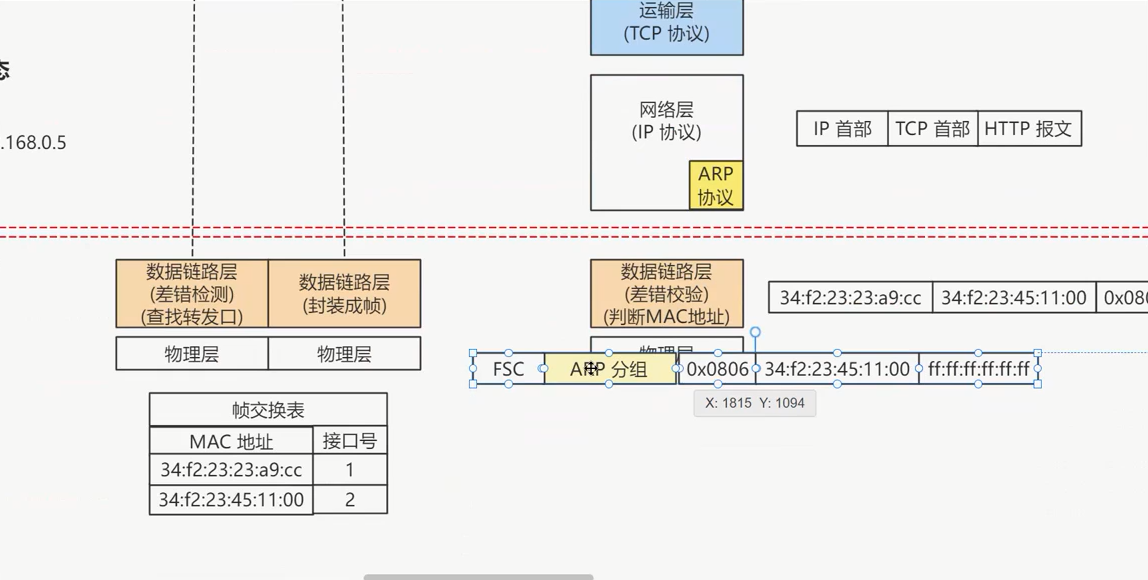 运输层
(TCP 协议)
态
网络层
(IP 协议)
IP 首部
TCP 首部
HTTP 报文
.168.0.5
ARP
协议
数据链路层
(差错检测)
(查找转发口)
数据链路层
(封装成帧)
数据链路层
(差错校验)
(判断MAC地址)
34:f2:23:23:a9:cc
34:f2:23:45:11:00
0x080
物理层
物理层
物理层
FSC
ARP 分组
0x0806
34:f2:23:45:11:00
ff:ff:ff:ff:ff:ff
X: 1815 Y: 1094
帧交换表
MAC 地址
接口号
34:f2:23:23:a9:cc
1
34:f2:23:45:11:00
2